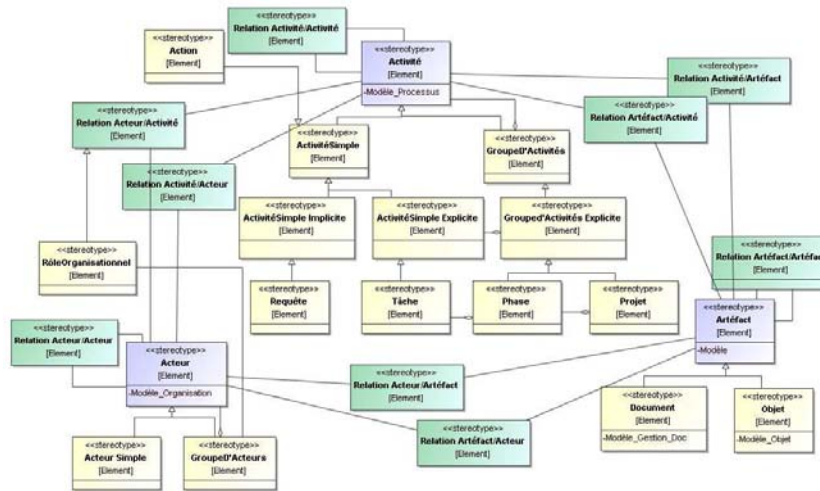 <<stereotype>>
Relation Activité/Activité
[Element]
<<stereotype>>
Action
[Element]
<<stereotype>>
Activité
[Element]
-Modèle_Processus
<<stereotype>>
Relation Activité/Artéfact
[Element]
<<stereotype>>
Relation Acteur/Activité
[Element]
<<stereotype>>
Relation Artéfact/Activité
[Element]
<<stereotype>>
ActivitéSimple
[Element]
<<stereotype>>
GroupeD'Activités
[Element]
<<stereotype>>
Relation Activité/Acteur
[Element]
<<stereotype>>
ActivitéSimple Implicite
[Element]
<<stereotype>>
ActivitéSimple Explicite
[Element]
<<stereotype>>
Grouped'Activités Explicite
[Element]
<<stereotype>>
RôleOrganisationnel
[Element]
<<stereotype>>
Relation Artéfact/Artéfact
[Element]
<<stereotype>>
Requête
[Element]
<<stereotype>>
Tâche
[Element]
<<stereotype>>
Phase
[Element]
<<stereotype>>
Projet
[Element]
<<stereotype>>
Artéfact
[Element]
-Modèle
<<stereotype>>
Relation Acteur/Acteur
[Element]
<<stereotype>>
Acteur
[Element]
-Modèle_Organisation
<<stereotype>>
Relation Acteur/Artéfact
[Element]
<<stereotype>>
Document
[Element]
-Modèle_Gestion_Doc
<<stereotype>>
Objet
[Element]
-Modèle_Objet
<<stereotype>>
Acteur Simple
[Element]
<<stereotype>>
GroupeD'Acteurs
[Element]
<<stereotype>>
Relation Artéfact/Acteur
[Element]